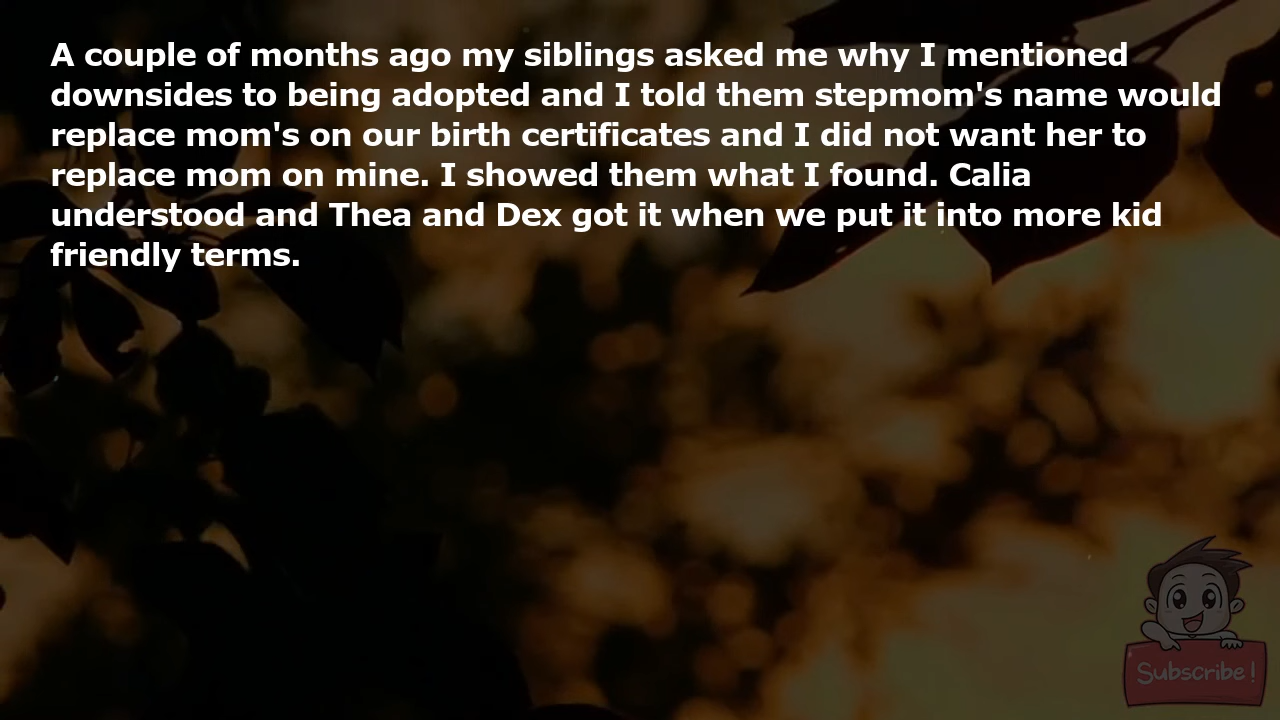 A couple of months ago my siblings asked me why I mentioned
downsides to being adopted and I told them stepmom's name would
replace mom's on our birth certificates and I did not want her to
replace mom on mine. I showed them what I found. Calia
understood and Thea and Dex got it when we put it into more kid
friendly terms.
Subscribe!